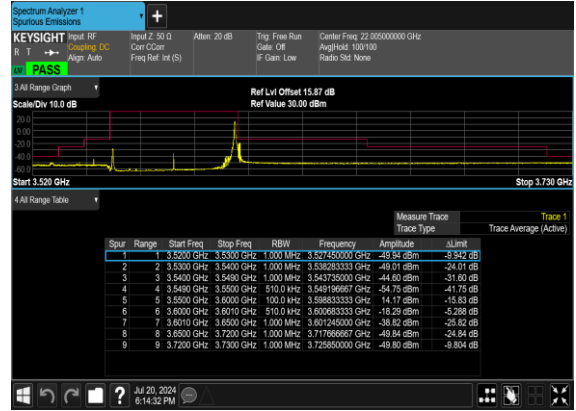 Spectrum Analyzer 1
Spurious Emissions
KEYSIGHT Input: RF Input Z: 50 Ω Atten: 20 dB Trig: Free Run Center Freq: 22.005000000 GHz
R T Coupling: DC Corr CCorr Gate: Off Avg|Hold: 100/100
Align: Auto Freq Ref: Int (S) IF Gain: Low Radio Std: None
PASS
3 All Range Graph
Ref Lvl Offset 15.87 dB
Scale/Div 10.0 dB Ref Value 30.00 dBm
20.0
0.00
-20.0
-40.0
-60.0
Start 3.520 GHz Stop 3.730 GHz
4 All Range Table
Measure Trace Trace 1
Trace Type Trace Average (Active)
Spur Range Start Freq Stop Freq RBW Frequency Amplitude ΔLimit
1 1 3.5200 GHz 3.5300 GHz 1.000 MHz 3.527450000 GHz -49.94 dBm -9.942 dB
2 2 3.5300 GHz 3.5400 GHz 1.000 MHz 3.538283333 GHz -49.01 dBm -24.01 dB
3 3 3.5400 GHz 3.5490 GHz 1.000 MHz 3.543735000 GHz -44.60 dBm -31.60 dB
4 4 3.5490 GHz 3.5500 GHz 510.0 kHz 3.549196667 GHz -54.75 dBm -41.75 dB
5 5 3.5500 GHz 3.6000 GHz 100.0 kHz 3.598833333 GHz 14.17 dBm -15.83 dB
6 6 3.6000 GHz 3.6010 GHz 510.0 kHz 3.600683333 GHz -18.29 dBm -5.288 dB
7 7 3.6010 GHz 3.6500 GHz 1.000 MHz 3.601245000 GHz -38.82 dBm -25.82 dB
8 8 3.6500 GHz 3.7200 GHz 1.000 MHz 3.717666667 GHz -49.84 dBm -24.84 dB
9 9 3.7200 GHz 3.7300 GHz 1.000 MHz 3.725850000 GHz -49.80 dBm -9.804 dB
Jul 20, 2024
6:14:32 PM